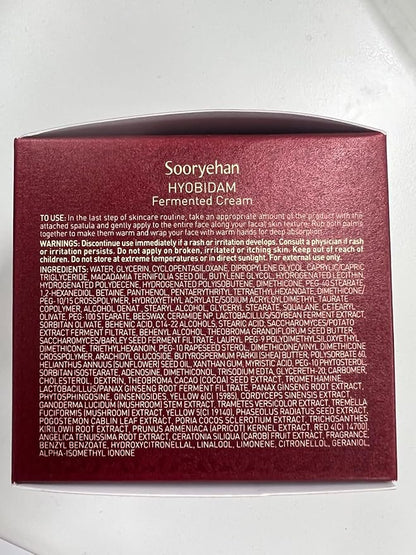 Sooryehan
HYOBIDAM
Fermented Cream
TO USE: In the last step of skincare routine, take an appropriate amount of the product with the
attached spatula and gently apply to the entire face along your facial skin texture. Rub both palms
together to make them warm and wrap your face with warm hands for deep absorption.
WARNINGS: Discontinue use immediately if a rash or irritation develops. Consult a physician if rash
or irritation persists. Do not apply on broken, irritated or itching skin. Keep out of reach of
children. Do not store at extreme temperatures or in direct sunlight. For external use only.
INGREDIENTS: WATER, GLYCERIN, CYCLOPENTASILOXANE, DIPROPYLENE GLYCOL, CAPRYLIC/CAPRIC
TRIGLYCERIDE, MACADAMIA TERNIFOLIA SEED OIL, BUTYLENE GLYCOL, HYDROGENATED LECITHIN,
HYDROGENATED POLYDECENE, HYDROGENATED POLYISOBUTENE, DIMETHICONE, PEG-40 STEARATE,
1,2-HEXANEDIOL, BETAINE, PANTHENOL, PENTAERYTHRITYL TETRAETHYLHEXANOATE, DIMETHICONE/
PEG-10/15 CROSSPOLYMER, HYDROXYETHYL ACRYLATE/SODIUM ACRYLOYLDIMETHYL TAURATE
COPOLYMER, ALCOHOL DENAT., STEARYL ALCOHOL, GLYCERYL STEARATE, SQUALANE, CETEARYL
OLIVATE, PEG-100 STEARATE, BEESWAX, CERAMIDE NP, LACTOBACILLUS/SOYBEAN FERMENT EXTRACT,
SORBITAN OLIVATE, BEHENIC ACID, C14-22 ALCOHOLS, STEARIC ACID, SACCHAROMYCES/POTATO
EXTRACT FERMENT FILTRATE, BEHENYL ALCOHOL, THEOBROMA GRANDIFLORUM SEED BUTTER,
SACCHAROMYCES/BARLEY SEED FERMENT FILTRATE, LAURYL PEG-9 POLYDIMETHYLSILOXYETHYL
DIMETHICONE, TRIETHYLHEXANOIN, PEG-10 RAPESEED STEROL, DIMETHICONE/VINYL DIMETHICONE
CROSSPOLYMER, ARACHIDYL GLUCOSIDE, BUTYROSPERMUM PARKII (SHEA) BUTTER, POLYSORBATE 60,
HELIANTHUS ANNUUS (SUNFLOWER) SEED OIL, XANTHAN GUM, MYRISTIC ACID, PEG-10 PHYTOSTEROL,
SORBITAN ISOSTEARATE, ADENOSINE, DIMETHICONOL, TRISODIUM EDTA, GLYCERETH-20, CARBOMER,
CHOLESTEROL, DEXTRIN, THEOBROMA CACAO (COCOA) SEED EXTRACT, TROMETHAMINE,
LACTOBACILLUS/PANAX GINSENG ROOT FERMENT FILTRATE, PANAX GINSENG ROOT EXTRACT,
PHYTOSPHINGOSINE, GINSENOSIDES, YELLOW 6(CI 15985), CORDYCEPS SINENSIS EXTRACT,
GANODERMA LUCIDUM (MUSHROOM) STEM EXTRACT, TRAMETES VERSICOLOR EXTRACT, TREMELLA
FUCIFORMIS (MUSHROOM) EXTRACT, YELLOW 5(CI 19140), PHASEOLUS RADIATUS SEED EXTRACT,
POGOSTEMON CABLIN LEAF EXTRACT, PORIA COCOS SCLEROTIUM EXTRACT, TRICHOSANTHES
KIRILOWII ROOT EXTRACT, PRUNUS ARMENIACA (APRICOT) KERNEL EXTRACT, RED 4(CI 14700),
ANGELICA TENUISSIMA ROOT EXTRACT, CERATONIA SILIQUA (CAROB) FRUIT EXTRACT, FRAGRANCE,
BENZYL BENZOATE, HYDROXYCITRONELLAL, LINALOOL, LIMONENE, CITRONELLOL, GERANIOL,
ALPHA-ISOMETHYL IONONE